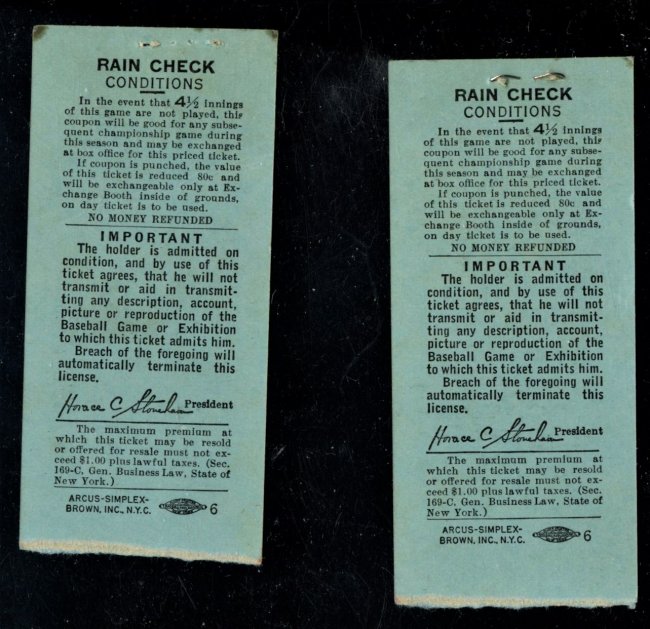 RAIN CHECK
CONDITIONS
In the event that 4½ innings
of this game are not played, this
coupon will be good for any subse-
quent championship game during
this season and may be exchanged
at box office for this priced ticket.
If coupon is punched, the value
of this ticket is reduced 80c and
will be exchangeable only at Ex-
change Booth inside of grounds,
on day ticket is to be used.
NO MONEY REFUNDED
IMPORTANT
The holder is admitted on
condition, and by use of this
ticket agrees, that he will not
transmit or aid in transmit-
ting any description, account,
picture or reproduction of the
Baseball Game or Exhibition
to which this ticket admits him.
Breach of the foregoing will
automatically terminate this
license.
Horace C Stoneham President
The maximum premium at
which this ticket may be resold
or offered for resale must not ex-
ceed $1.00 plus lawful taxes. (Sec.
169-C, Gen. Business Law, State of
New York.)
ARCUS-SIMPLEX-
BROWN, INC., N.Y.C. 6
RAIN CHECK
CONDITIONS
In the event that 4½ innings
of this game are not played, this
coupon will be good for any subse-
quent championship game during
this season and may be exchanged
at box office for this priced ticket.
If coupon is punched, the value
of this ticket is reduced 80c and
will be exchangeable only at Ex-
change Booth inside of grounds,
on day ticket is to be used.
NO MONEY REFUNDED
IMPORTANT
The holder is admitted on
condition, and by use of this
ticket agrees, that he will not
transmit or aid in transmit-
ting any description, account,
picture or reproduction of the
Baseball Game or Exhibition
to which this ticket admits him.
Breach of the foregoing will
automatically terminate this
license.
Horace C Stoneham President
The maximum premium at
which this ticket may be resold
or offered for resale must not ex-
ceed $1.00 plus lawful taxes. (Sec.
169-C, Gen. Business Law, State of
New York.)
ARCUS-SIMPLEX-
BROWN, INC., N.Y.C. 6